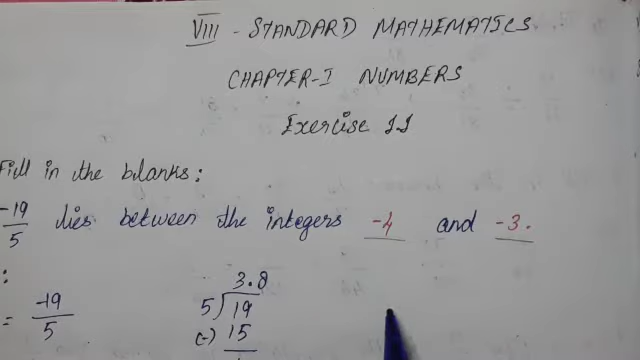 VIII - STANDARD MATHEMATICS
CHAPTER-I NUMBERS
Exercise 1.1
Fill in the blanks:
-19/5 lies between the integers -4 and -3.
:
= -19/5
3.8
5)19
(-) 15